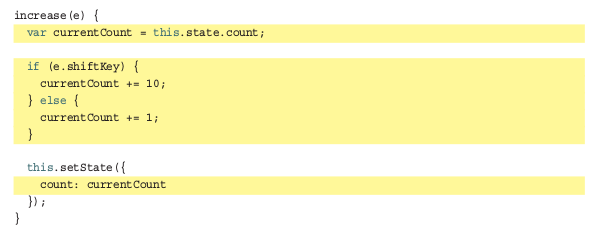 increase(e) {
  var currentCount = this.state.count;

  if (e.shiftKey) {
    currentCount += 10;
  } else {
    currentCount += 1;
  }

  this.setState({
    count: currentCount
  });
}